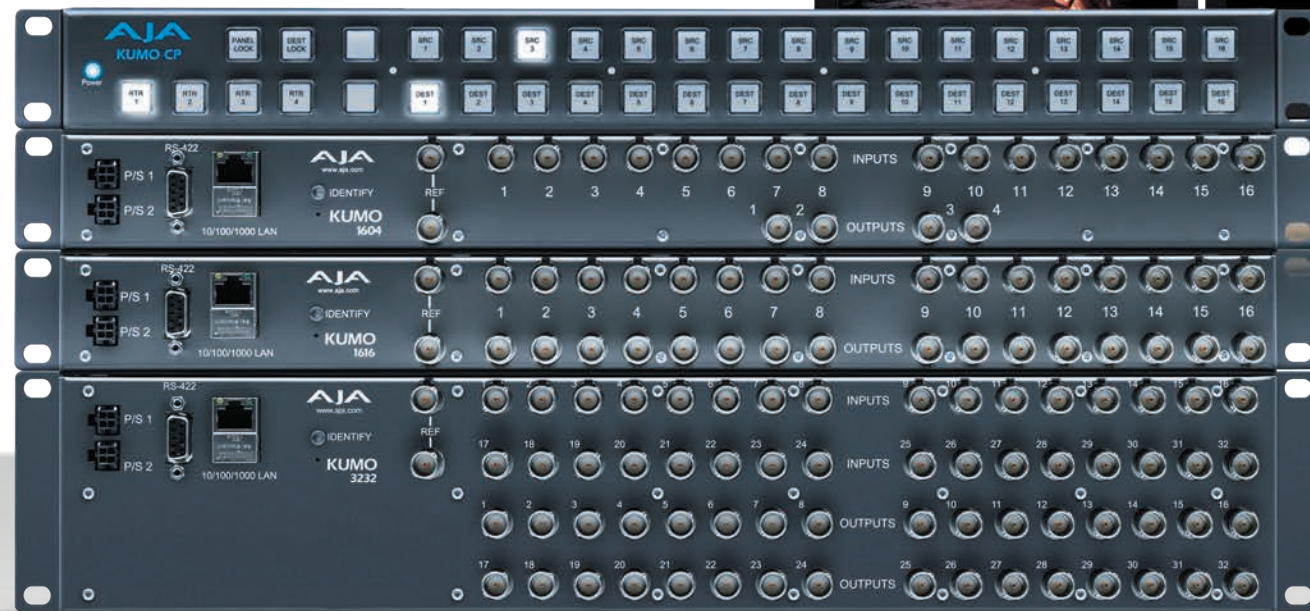 AJA
KUMO CP
Power
PANEL LOCK DEST LOCK SRC 1 SRC 2 SRC 3 SRC 4 SRC 5 SRC 6 SRC 7 SRC 8 SRC 9 SRC 10 SRC 11 SRC 12 SRC 13 SRC 14 SRC 15 SRC 16
RTR 1 RTR 2 RTR 3 RTR 4 DEST 1 DEST 2 DEST 3 DEST 4 DEST 5 DEST 6 DEST 7 DEST 8 DEST 9 DEST 10 DEST 11 DEST 12 DEST 13 DEST 14 DEST 15 DEST 16
RS-422
P/S 1
P/S 2
10/100/1000 LAN
AJA
www.aja.com
IDENTIFY
KUMO
1604
REF
INPUTS
1 2 3 4 5 6 7 8 9 10 11 12 13 14 15 16
1 2 OUTPUTS 3 4
RS-422
P/S 1
P/S 2
10/100/1000 LAN
AJA
www.aja.com
IDENTIFY
KUMO
1616
REF
INPUTS
1 2 3 4 5 6 7 8 9 10 11 12 13 14 15 16
OUTPUTS
RS-422
P/S 1
P/S 2
10/100/1000 LAN
AJA
www.aja.com
IDENTIFY
KUMO
3232
REF
1 2 3 4 5 6 7 8 INPUTS 9 10 11 12 13 14 15 16
17 18 19 20 21 22 23 24 INPUTS 25 26 27 28 29 30 31 32
1 2 3 4 5 6 7 8 OUTPUTS 9 10 11 12 13 14 15 16
17 18 19 20 21 22 23 24 OUTPUTS 25 26 27 28 29 30 31 32